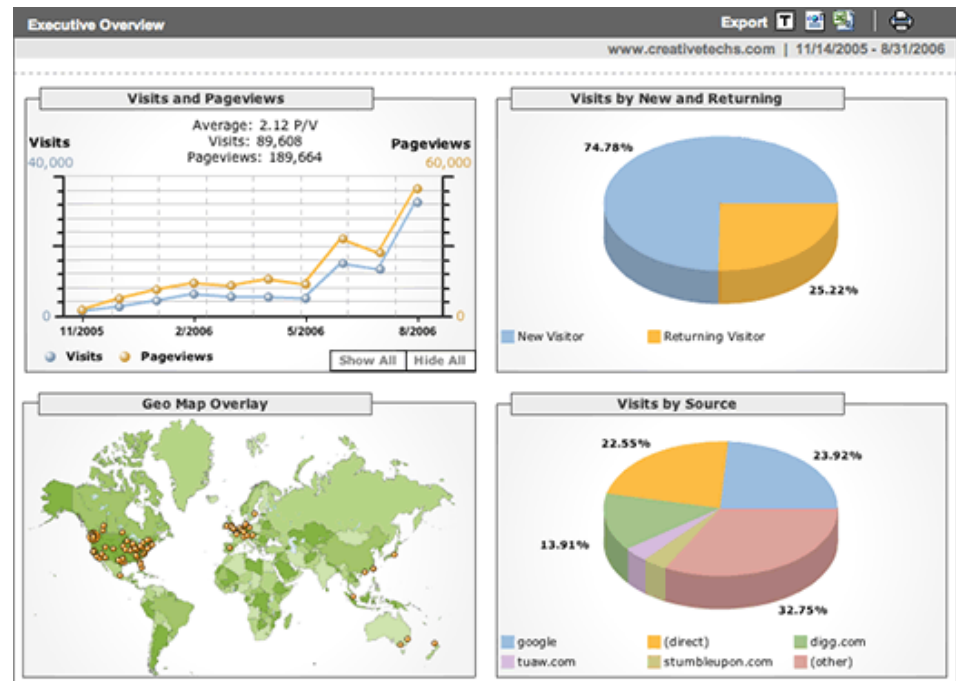 Executive Overview
Export T
www.creativetechs.com | 11/14/2005 - 8/31/2006
Visits and Pageviews
Average: 2.12 P/V
Visits: 89,608
Pageviews: 189,664
Visits
Pageviews
40,000
60,000
0
0
11/2005 2/2006 5/2006 8/2006
Visits Pageviews
Show All Hide All
Visits by New and Returning
74.78%
25.22%
New Visitor Returning Visitor
Geo Map Overlay
Visits by Source
22.55%
23.92%
13.91%
32.75%
google (direct) digg.com
tuaw.com stumbleupon.com (other)